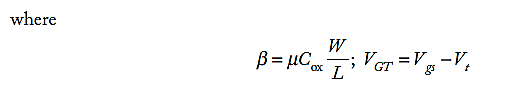 where
β = μC_ox W/L; V_GT = V_gs − V_t